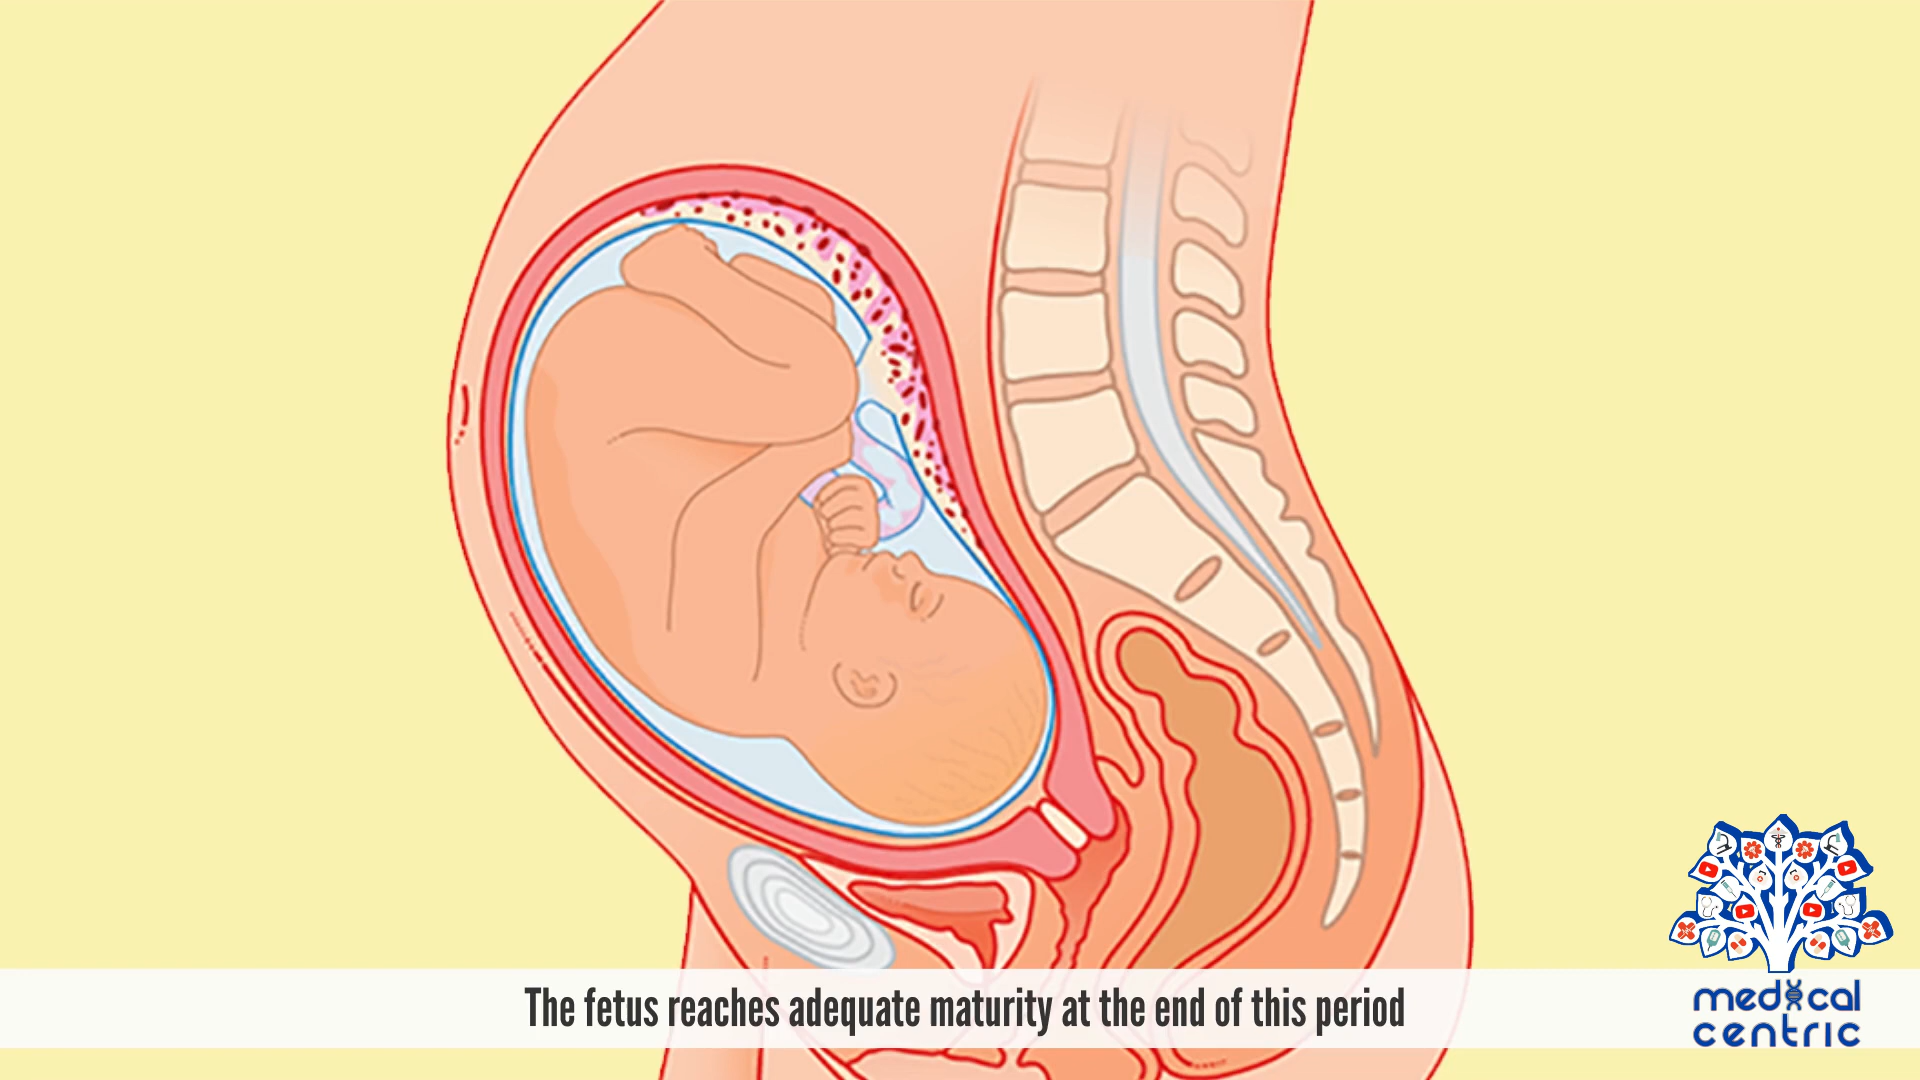 The fetus reaches adequate maturity at the end of this period
medical
centric